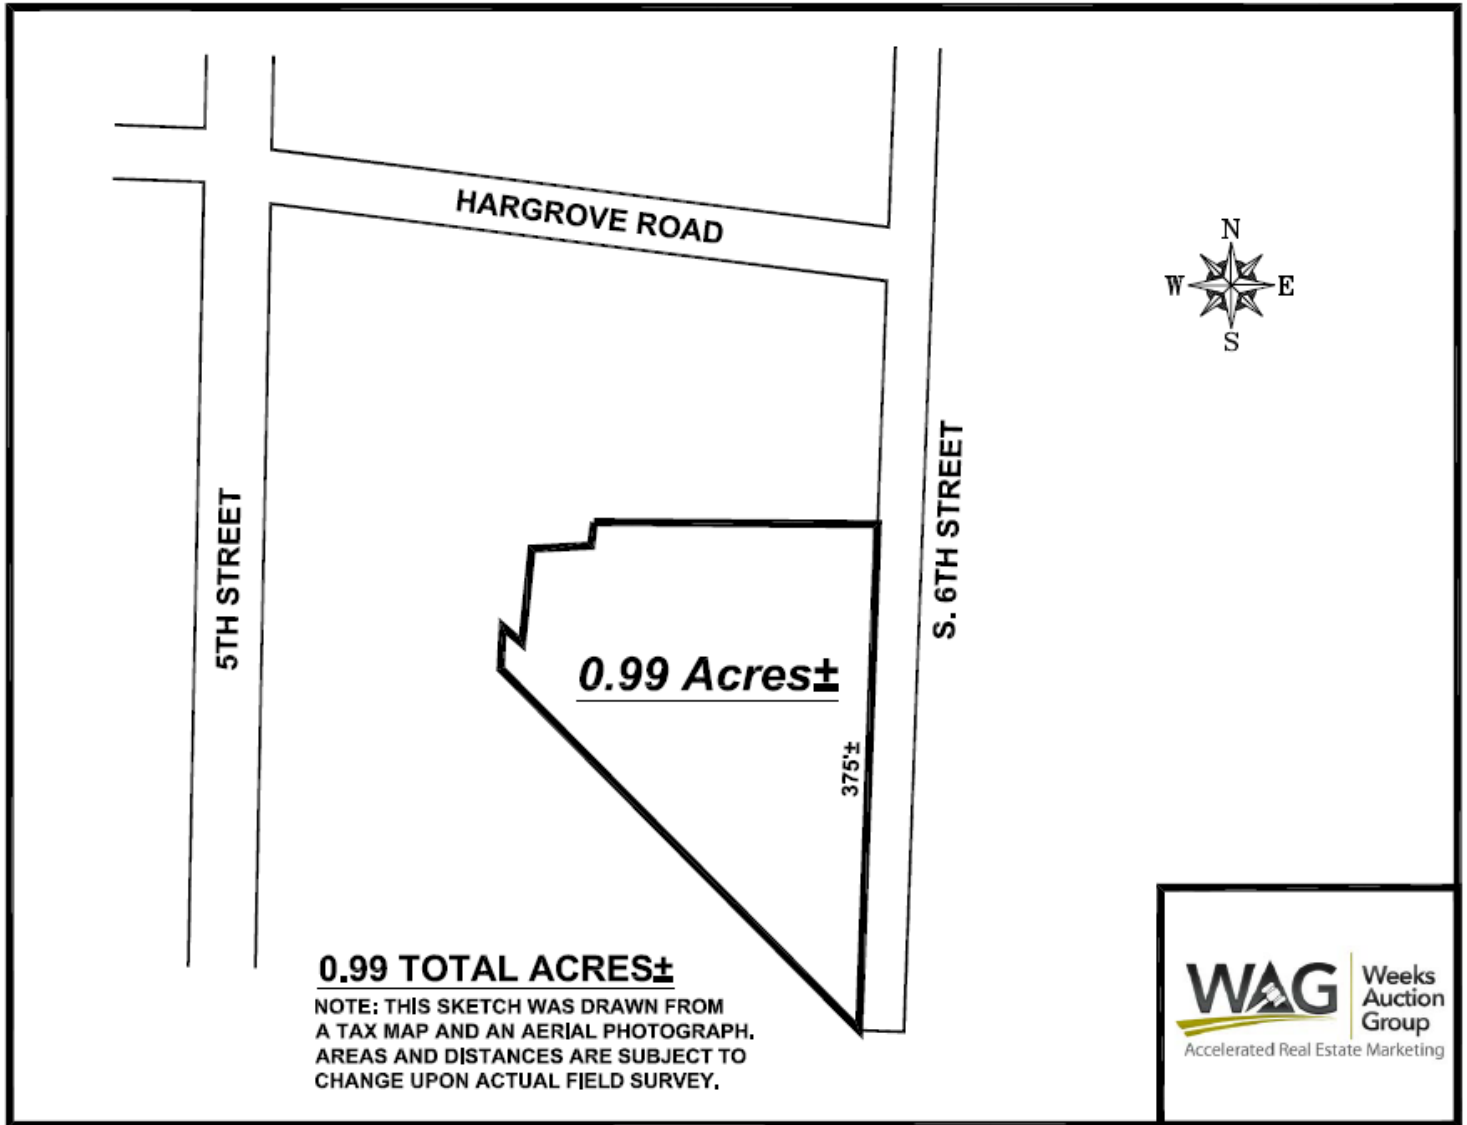 HARGROVE ROAD
N
W E
S
5TH STREET
S. 6TH STREET
0.99 Acres±
375'±
0.99 TOTAL ACRES±
NOTE: THIS SKETCH WAS DRAWN FROM
A TAX MAP AND AN AERIAL PHOTOGRAPH.
AREAS AND DISTANCES ARE SUBJECT TO
CHANGE UPON ACTUAL FIELD SURVEY.
WAG
Weeks
Auction
Group
Accelerated Real Estate Marketing